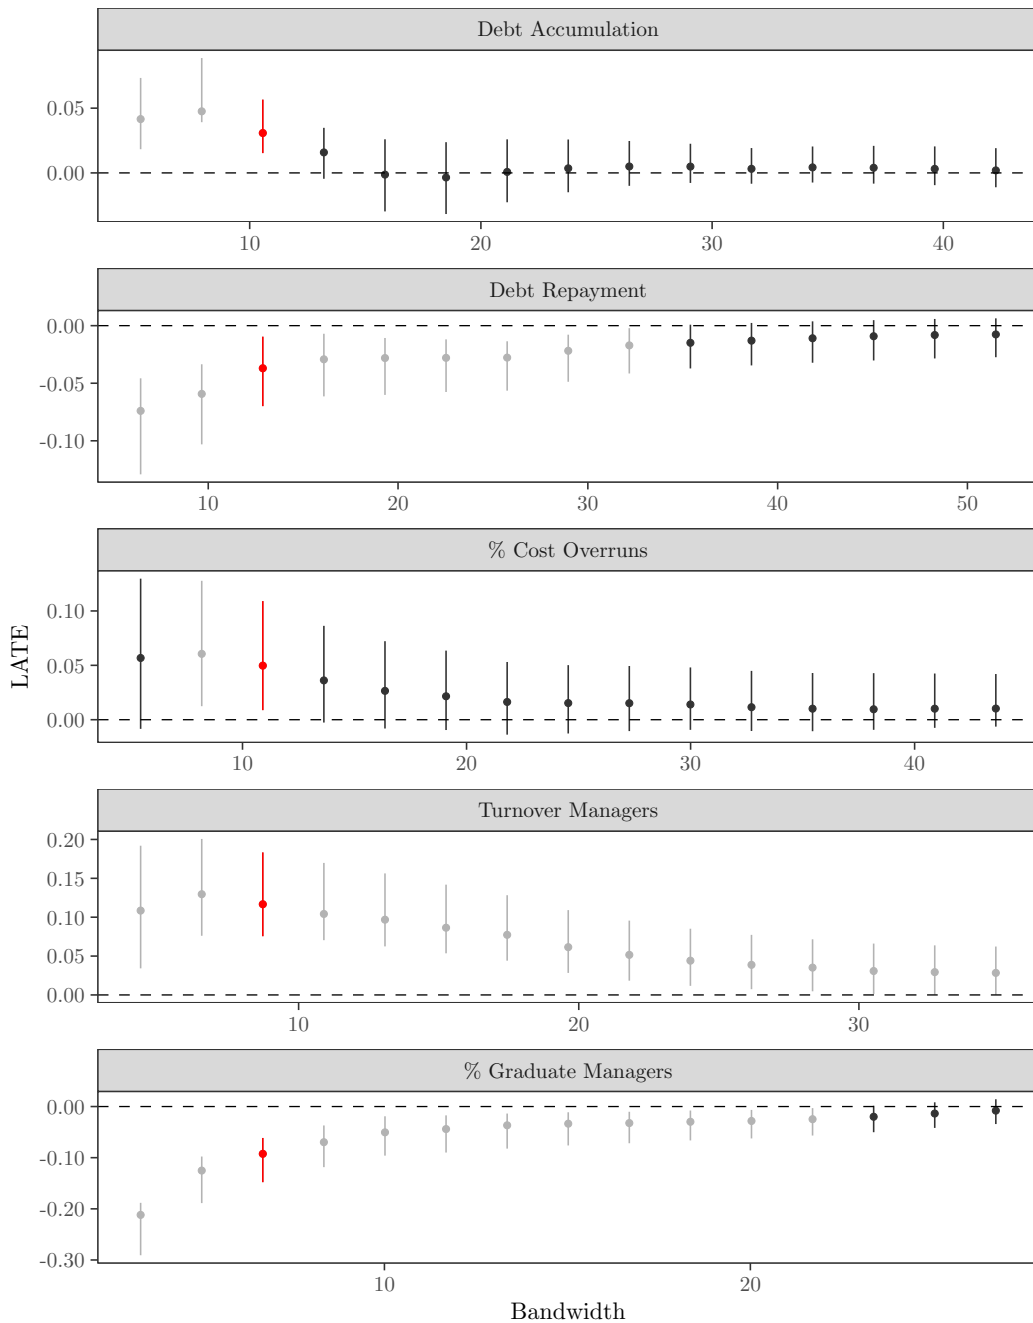 Debt Accumulation
0.05
0.00
10 20 30 40
Debt Repayment
0.00
-0.05
-0.10
10 20 30 40 50
% Cost Overruns
0.10
0.05
0.00
10 20 30 40
LATE
Turnover Managers
0.20
0.15
0.10
0.05
0.00
10 20 30
% Graduate Managers
0.00
-0.10
-0.20
-0.30
10 20
Bandwidth